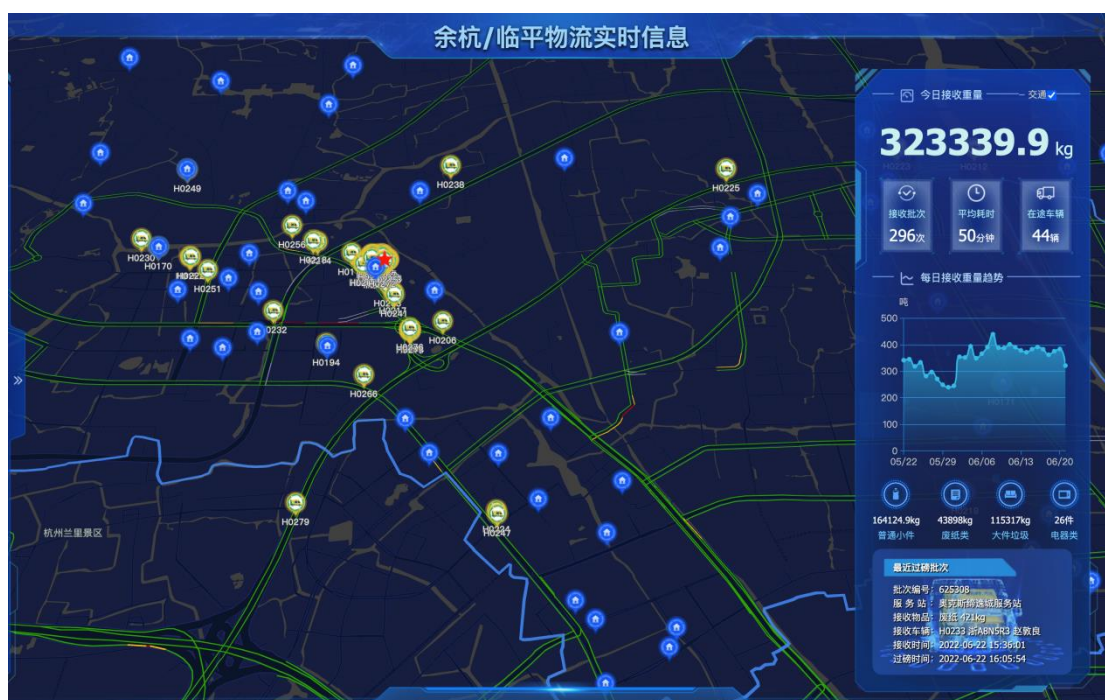 余杭/临平物流实时信息
今日接收重量
交通
323339.9 kg
接收批次
296次
平均耗时
50分钟
在途车辆
44辆
每日接收重量趋势
吨
500
400
300
200
100
0
05/22 05/29 06/06 06/13 06/20
164124.9kg
普通小件
43898kg
废纸类
115317kg
大件垃圾
26件
电器类
最近过磅批次
批次编号: 625308
服 务 站 : 奥克斯缔逸城服务站
接收物品: 废纸 421kg
接收车辆: H0233 浙A8N5R3 赵敦良
接收时间: 2022-06-22 15:36:01
过磅时间: 2022-06-22 16:05:54
H0249
H0238
H0225
H0230
H0170
H0256
H0251
H0232
H0241
H0206
H0194
H0266
H0279
H0247
杭州兰里景区